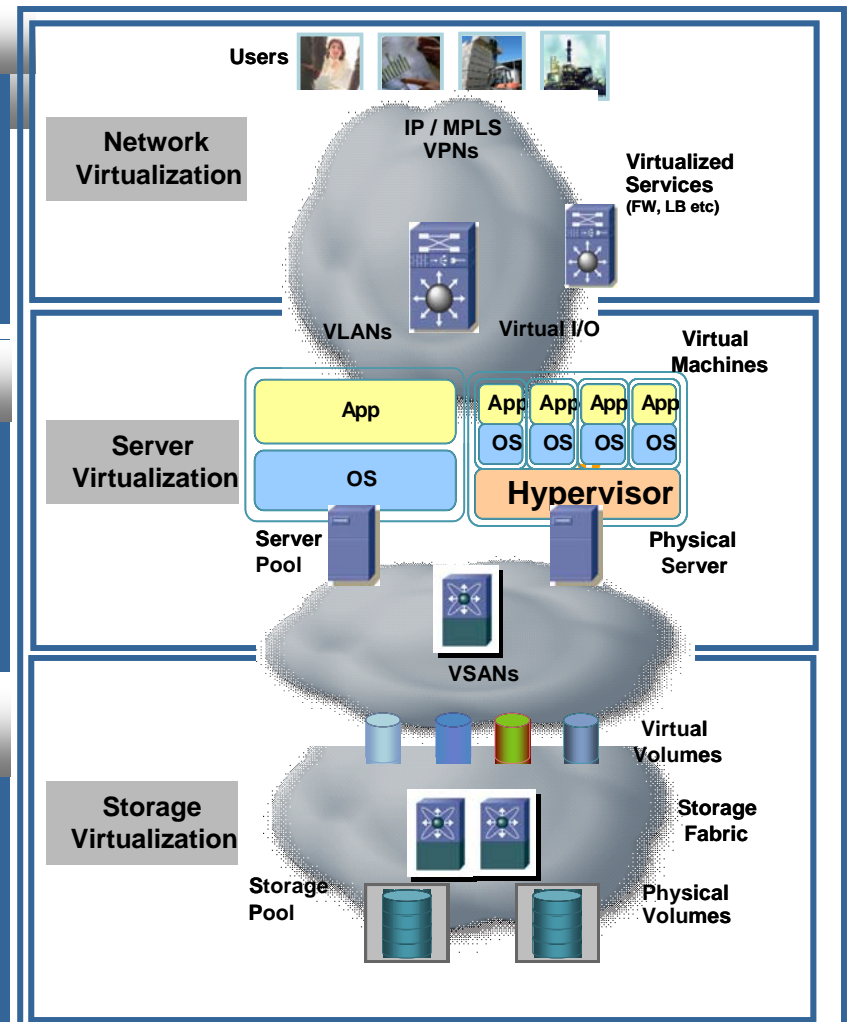 Users
IP / MPLS
VPNs
Network
Virtualization
Virtualized
Services
(FW, LB etc)
VLANs
Virtual I/O
Virtual
Machines
App
App
App
App
App
OS
OS
OS
OS
Server
Virtualization
OS
Hypervisor
Server
Pool
Physical
Server
VSANs
Virtual
Volumes
Storage
Virtualization
Storage
Fabric
Storage
Pool
Physical
Volumes